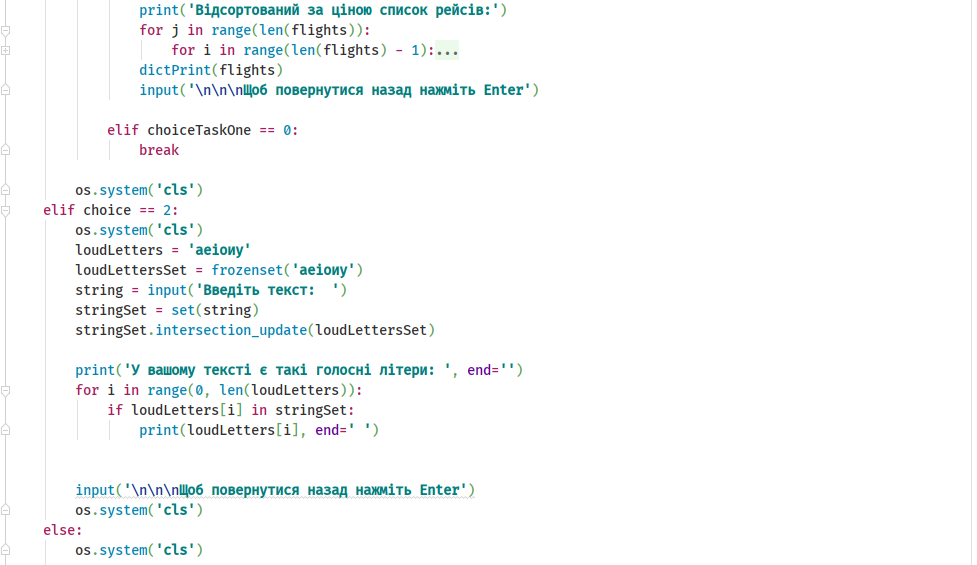 print('Відсортований за ціною список рейсів:')
for j in range(len(flights)):
for i in range(len(flights) - 1):...
dictPrint(flights)
input('\n\n\nЩоб повернутися назад нажміть Enter')
elif choiceTaskOne == 0:
break
os.system('cls')
elif choice == 2:
os.system('cls')
loudLetters = 'аеіоиу'
loudLettersSet = frozenset('аеіоиу')
string = input('Введіть текст:  ')
stringSet = set(string)
stringSet.intersection_update(loudLettersSet)
print('У вашому тексті є такі голосні літери: ', end='')
for i in range(0, len(loudLetters)):
if loudLetters[i] in stringSet:
print(loudLetters[i], end=' ')
input('\n\n\nЩоб повернутися назад нажміть Enter')
os.system('cls')
else:
os.system('cls')